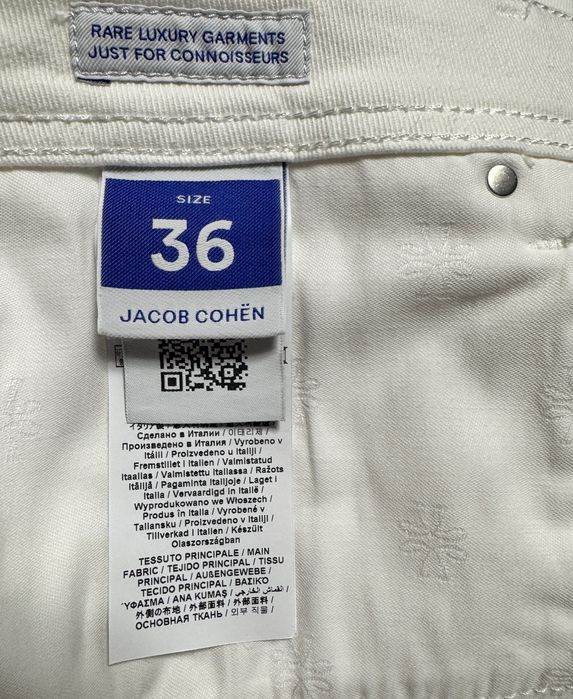 RARE LUXURY GARMENTS
JUST FOR CONNOISSEURS
SIZE
36
JACOB COHËN
Сделано в Италии / 이태리제 /
Произведено в Италия / Vyrobeno v
Itálii / Proizvedeno u Italiji /
Fremstillet i Italien / Valmistatud
Itaalias / Valmistettu Italiassa / Ražots
Itālijā / Pagaminta Italijoje / Laget i
Italia / Vervaardigd in Italië /
Wyprodukowano we Włoszech /
Produs în Italia / Vyrobené v
Taliansku / Proizvedeno v Italiji /
Tillverkad i Italien / Készült
Olaszországban
TESSUTO PRINCIPALE / MAIN
FABRIC / TEJIDO PRINCIPAL / TISSU
PRINCIPAL / AUßENGEWEBE /
TECIDO PRINCIPAL / ΒΑΣΙΚΌ
ΎΦΑΣΜΑ / ANA KUMAŞ / القماش الخارجي /
外側の布地 / 外部面料 / 外部面料 /
ОСНОВНАЯ ТКАНЬ / 외부 직물 /